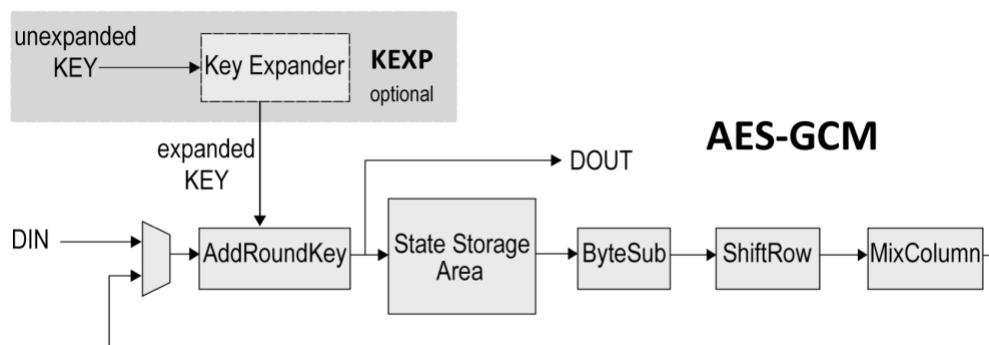 unexpanded
KEY
Key Expander
KEXP
optional
AES-GCM
expanded
KEY
DOUT
DIN
AddRoundKey
State Storage
Area
ByteSub
ShiftRow
MixColumn